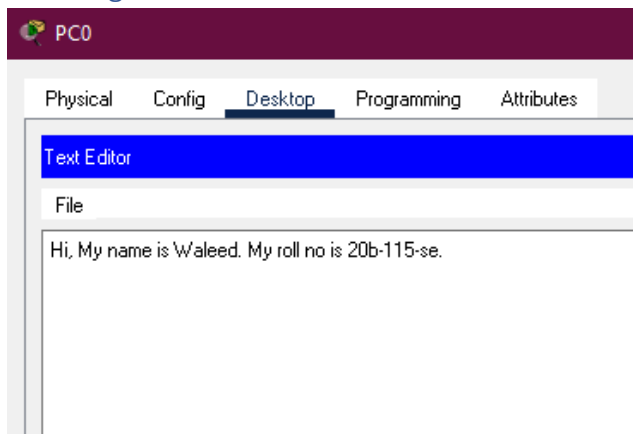 PC0
Physical Config Desktop Programming Attributes
Text Editor
File
Hi, My name is Waleed. My roll no is 20b-115-se.